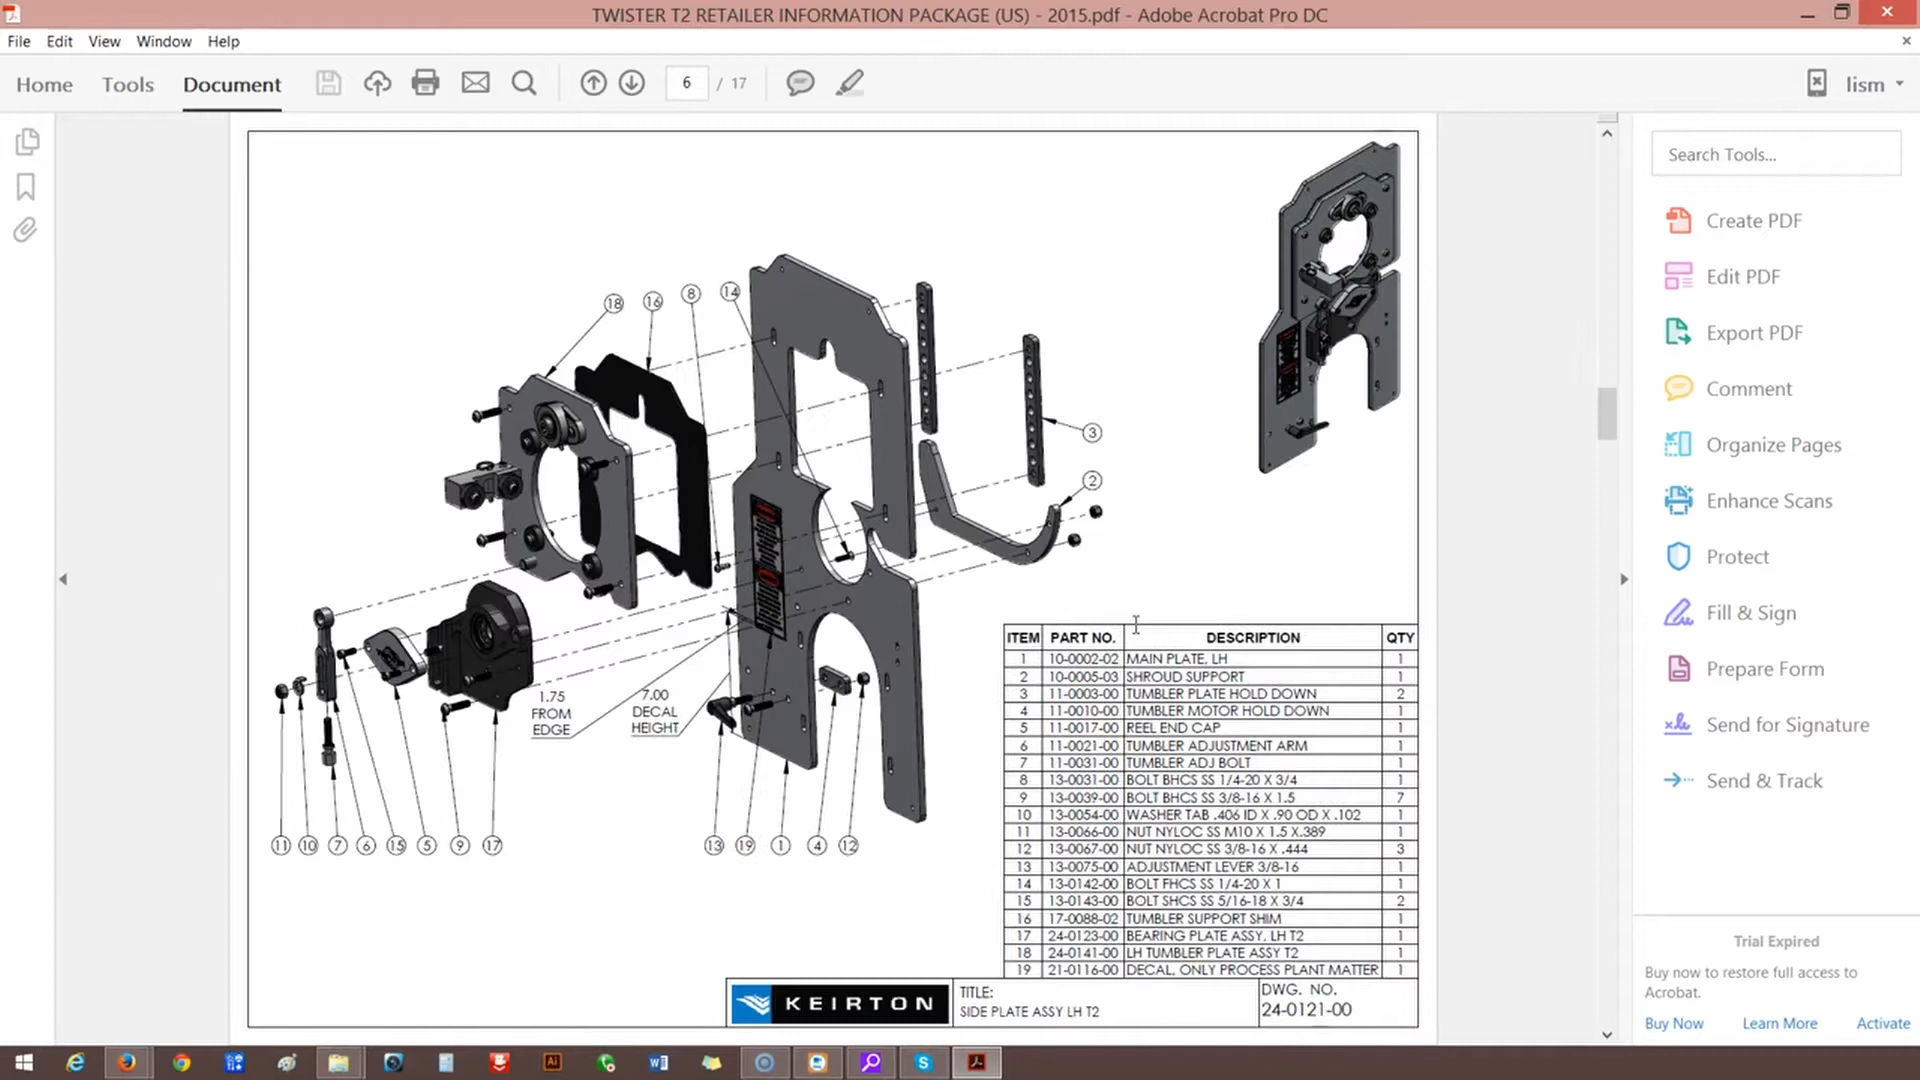 TWISTER T2 RETAILER INFORMATION PACKAGE (US) - 2015.pdf - Adobe Acrobat Pro DC
File Edit View Window Help
Home Tools Document 6 / 17 lism
Search Tools...
Create PDF
Edit PDF
Export PDF
Comment
Organize Pages
Enhance Scans
Protect
Fill & Sign
Prepare Form
Send for Signature
Send & Track
Trial Expired
Buy now to restore full access to
Acrobat.
Buy Now Learn More Activate
18 16 8 14
3
2
1.75
FROM
EDGE
7.00
DECAL
HEIGHT
11 10 7 6 15 5 9 17 13 19 1 4 12
ITEM PART NO. DESCRIPTION QTY
1 10-0002-02 MAIN PLATE, LH 1
2 10-0005-03 SHROUD SUPPORT 1
3 11-0003-00 TUMBLER PLATE HOLD DOWN 2
4 11-0010-00 TUMBLER MOTOR HOLD DOWN 1
5 11-0017-00 REEL END CAP 1
6 11-0021-00 TUMBLER ADJUSTMENT ARM 1
7 11-0031-00 TUMBLER ADJ BOLT 1
8 13-0031-00 BOLT BHCS SS 1/4-20 X 3/4 1
9 13-0039-00 BOLT BHCS SS 3/8-16 X 1.5 7
10 13-0054-00 WASHER TAB .406 ID X .90 OD X .102 1
11 13-0066-00 NUT NYLOC SS M10 X 1.5 X.389 1
12 13-0067-00 NUT NYLOC SS 3/8-16 X .444 3
13 13-0075-00 ADJUSTMENT LEVER 3/8-16 1
14 13-0142-00 BOLT FHCS SS 1/4-20 X 1 1
15 13-0143-00 BOLT SHCS SS 5/16-18 X 3/4 2
16 17-0088-02 TUMBLER SUPPORT SHIM 1
17 24-0123-00 BEARING PLATE ASSY, LH T2 1
18 24-0141-00 LH TUMBLER PLATE ASSY T2 1
19 21-0116-00 DECAL, ONLY PROCESS PLANT MATTER 1
KEIRTON
TITLE:
SIDE PLATE ASSY LH T2
DWG. NO.
24-0121-00